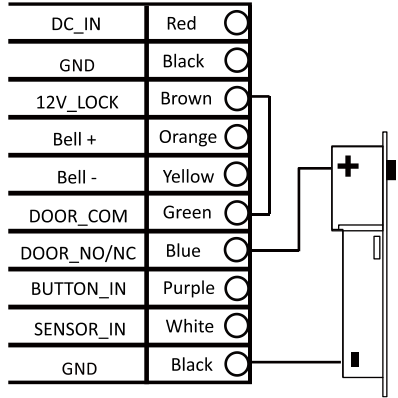 DC_IN Red
GND Black
12V_LOCK Brown
Bell + Orange
Bell - Yellow
DOOR_COM Green
DOOR_NO/NC Blue
BUTTON_IN Purple
SENSOR_IN White
GND Black
+